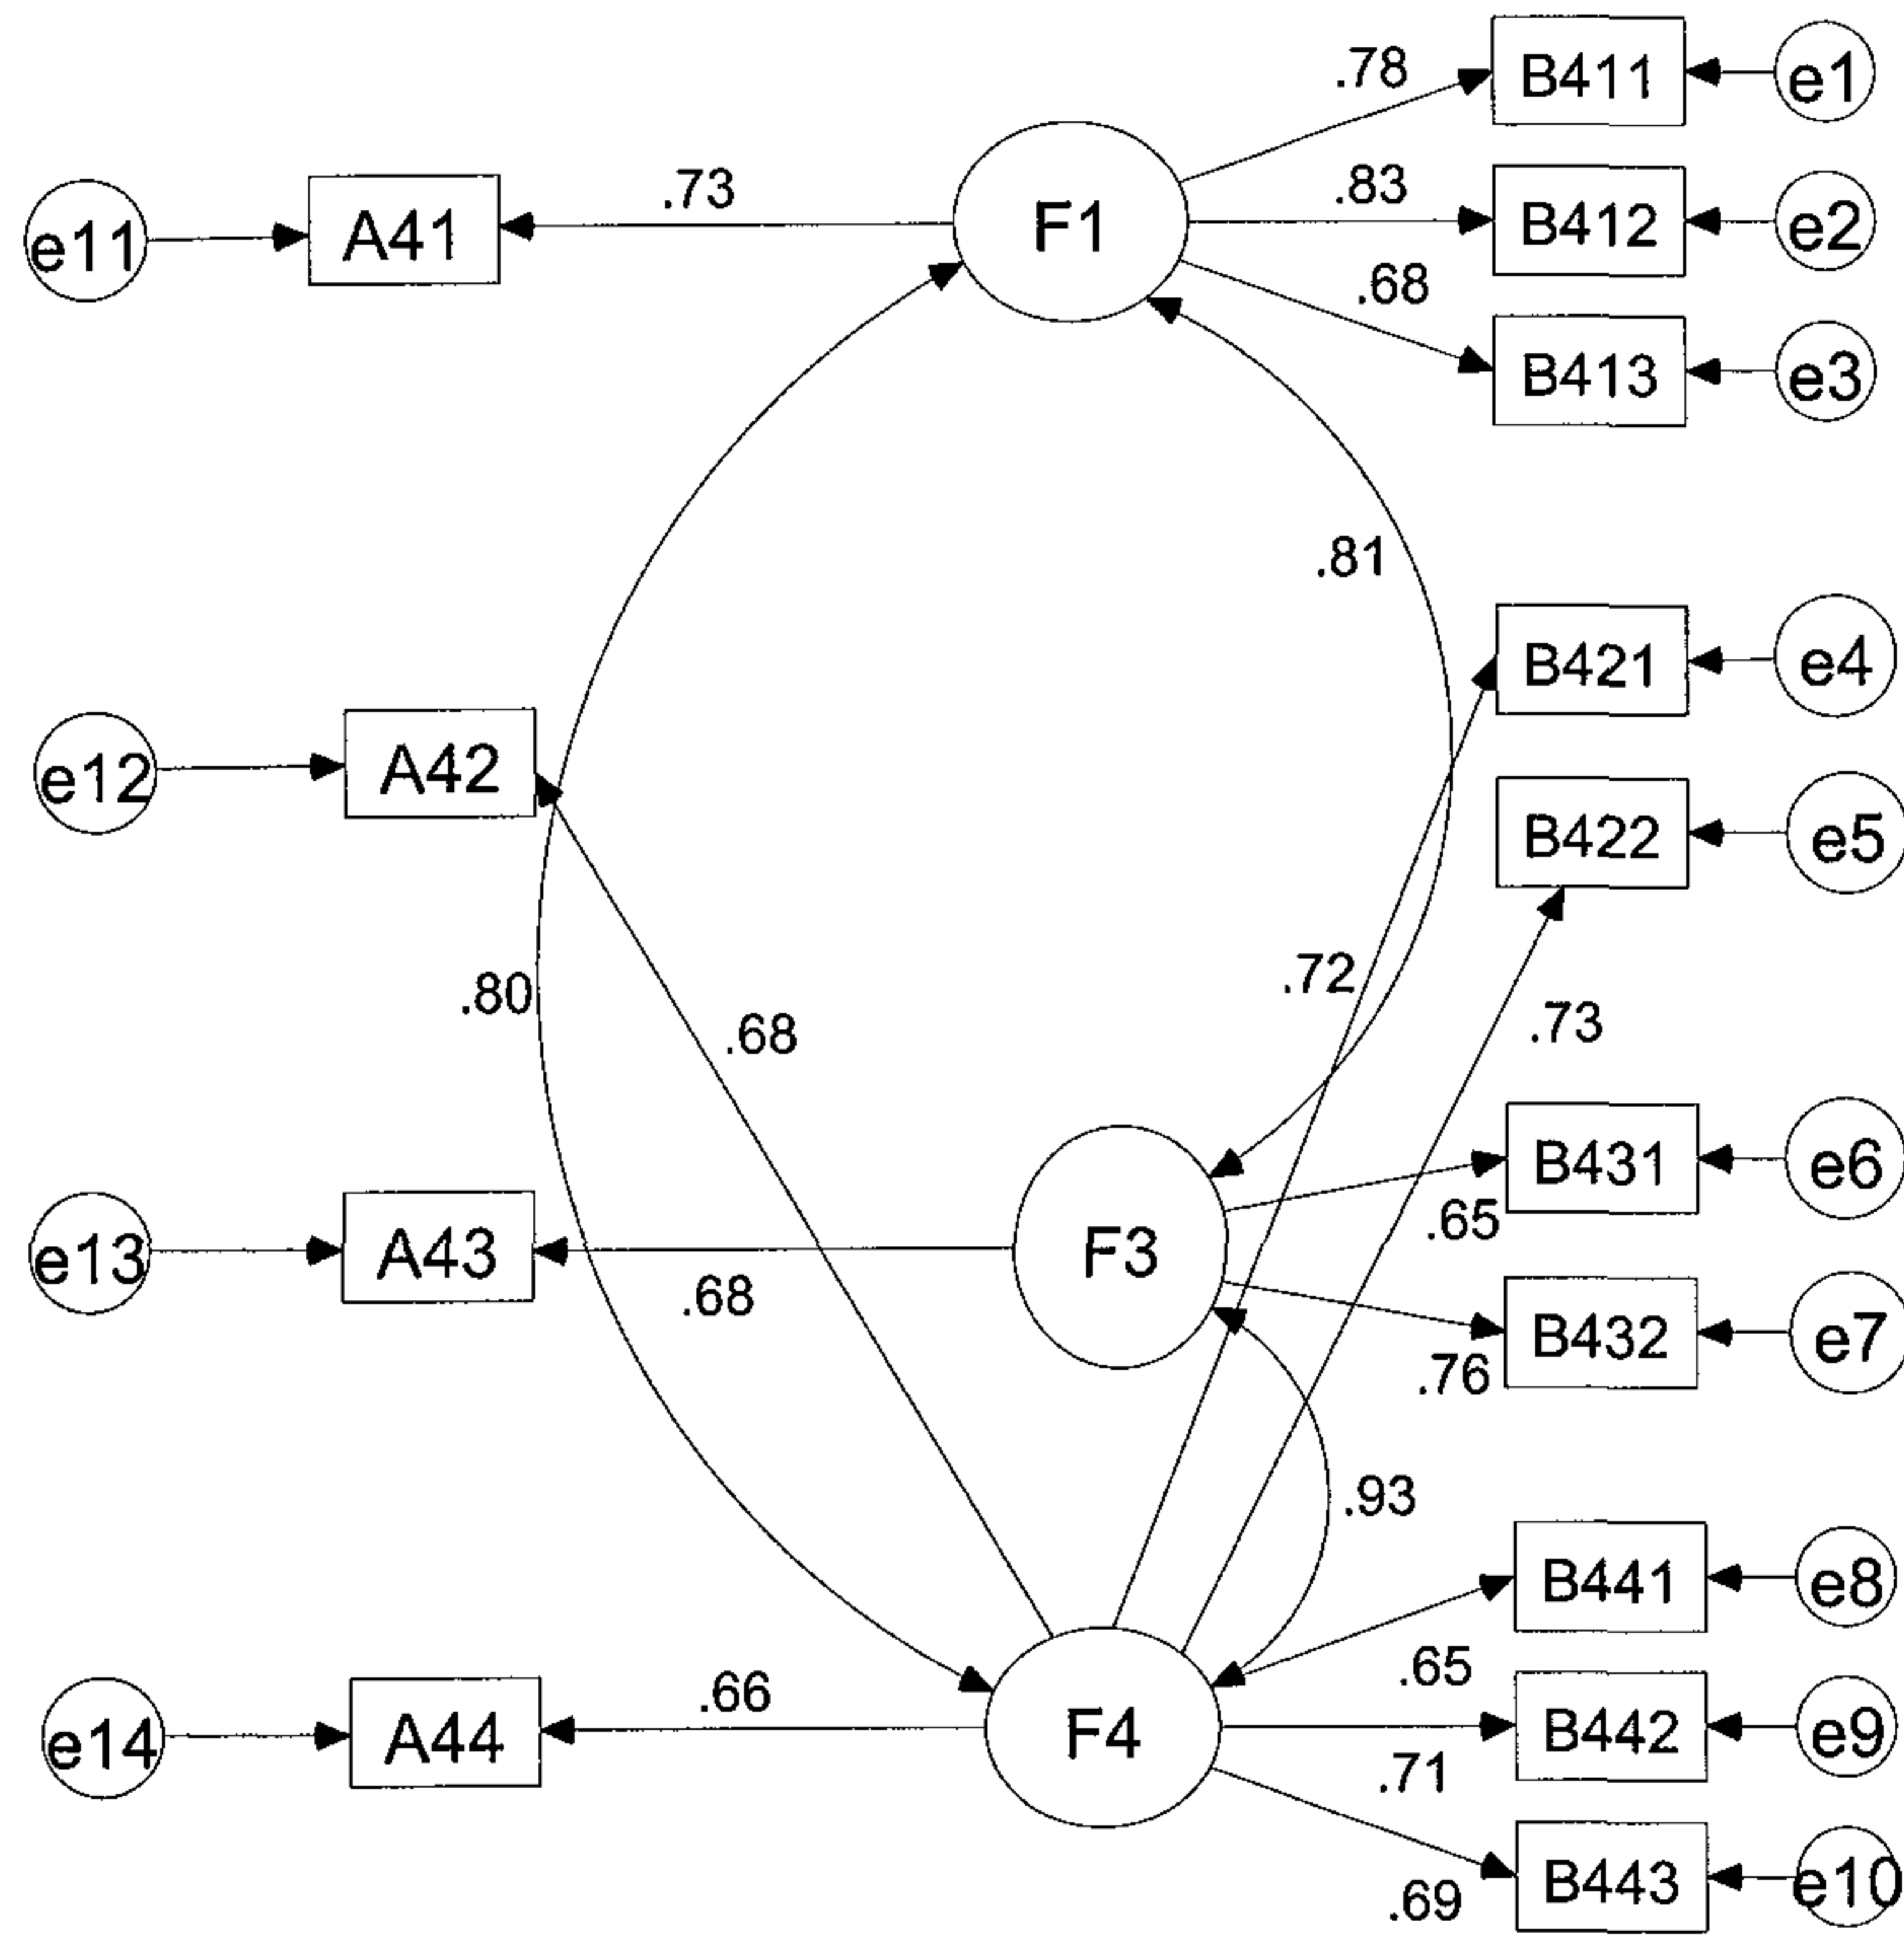 .78
B411
e1
.73
F1
.83
B412
e2
e11
A41
.68
B413
e3
.81
B421
e4
e12
A42
B422
e5
.80
.68
.72
.73
B431
e6
e13
A43
.68
F3
.65
B432
e7
.76
.93
B441
e8
e14
A44
.66
F4
.65
B442
e9
.71
B443
e10
.69